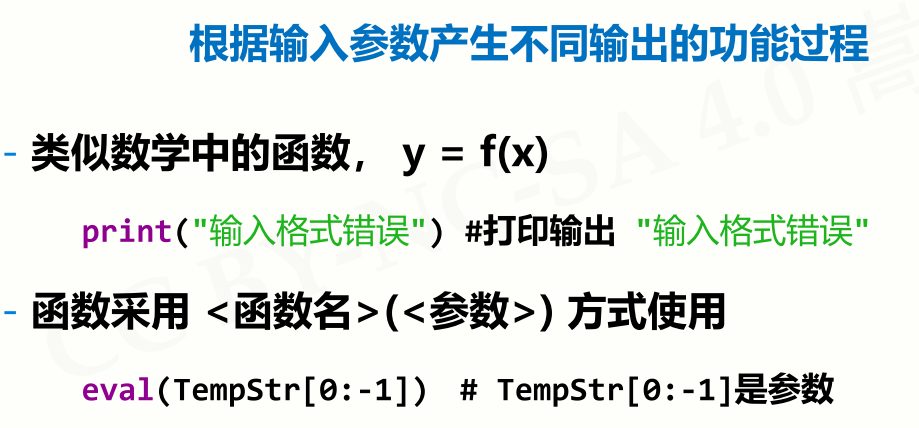 根据输入参数产生不同输出的功能过程
- 类似数学中的函数， y = f(x)
print("输入格式错误") #打印输出 "输入格式错误"
- 函数采用 <函数名>(<参数>) 方式使用
eval(TempStr[0:-1]) # TempStr[0:-1]是参数
CC BY-NC-SA 4.0 嵩